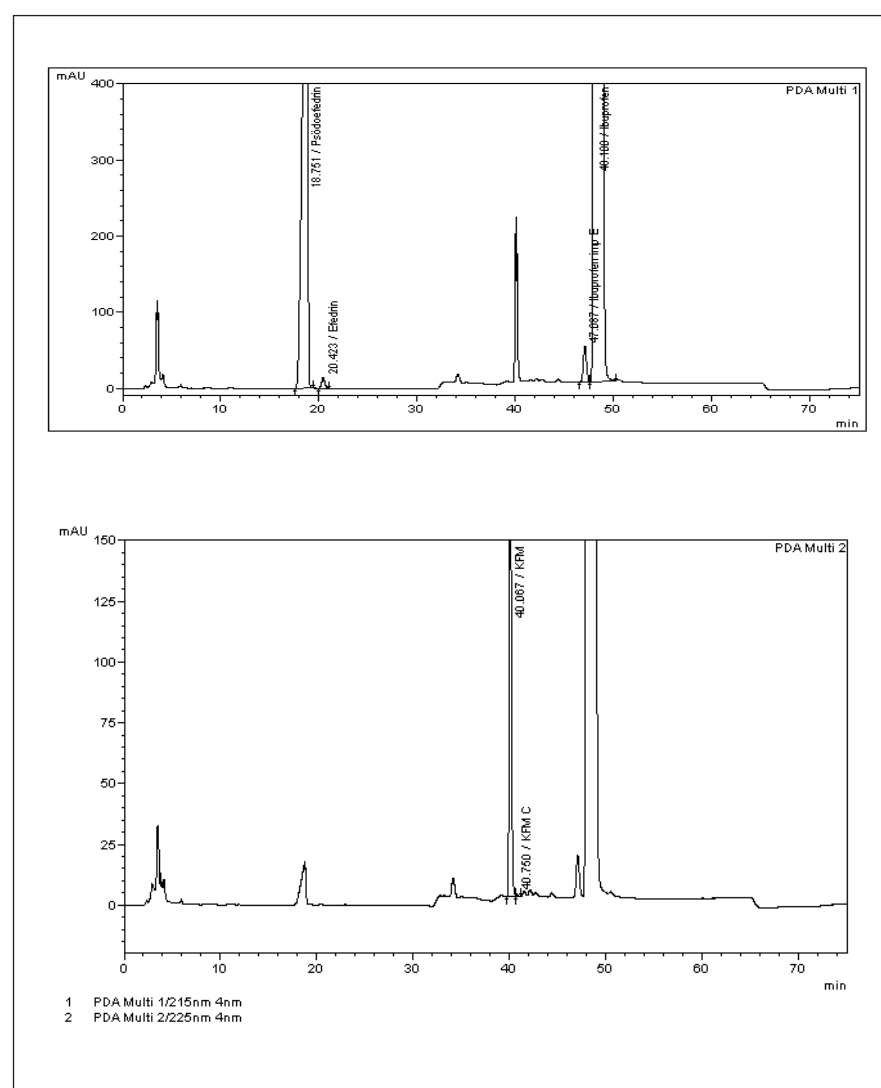 mAU
400
300
200
100
0
0 10 20 30 40 50 60 70
min
PDA Multi 1
18.751 / Psödoefedrin
20.423 / Efedrin
47.087 / Ibuprofen imp E
/ Ibuprofen
mAU
150
125
100
75
50
25
0
0 10 20 30 40 50 60 70
min
PDA Multi 2
40.067 / KFM
40.750 / KFM C
1 PDA Multi 1/215nm 4nm
2 PDA Multi 2/225nm 4nm